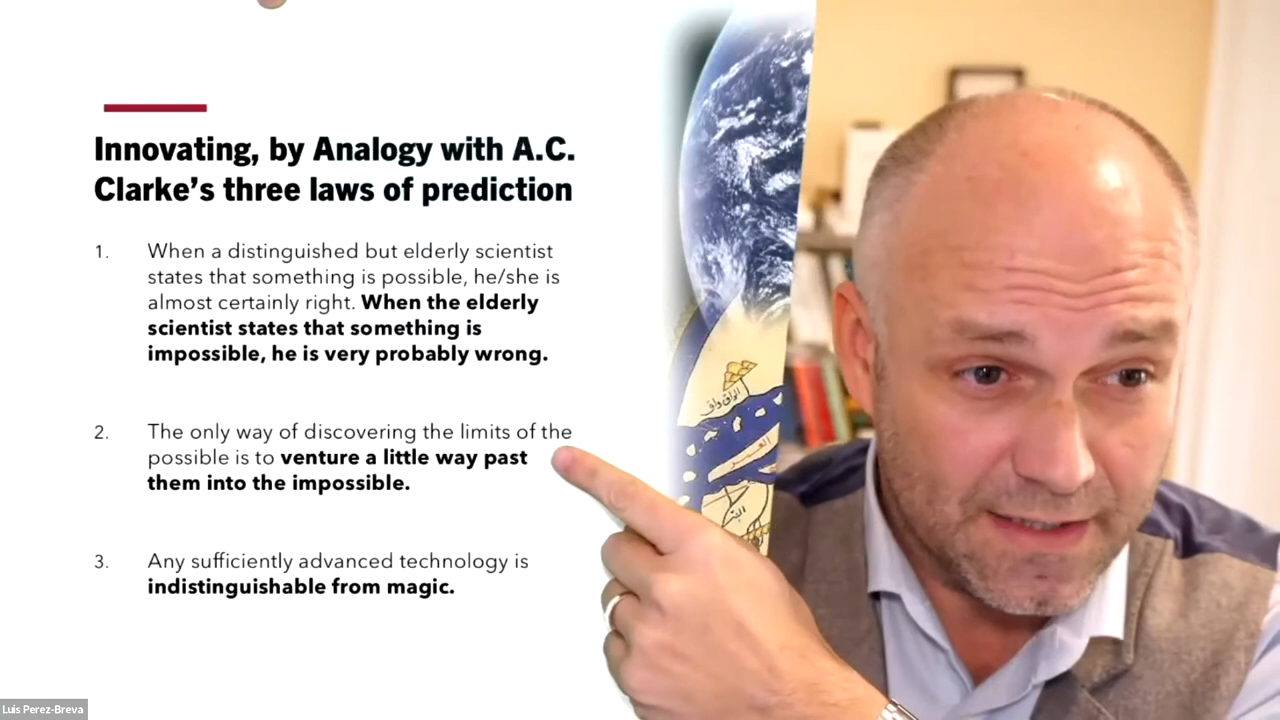 Innovating, by Analogy with A.C.
Clarke's three laws of prediction
1. When a distinguished but elderly scientist
states that something is possible, he/she is
almost certainly right. When the elderly
scientist states that something is
impossible, he is very probably wrong.
2. The only way of discovering the limits of the
possible is to venture a little way past
them into the impossible.
3. Any sufficiently advanced technology is
indistinguishable from magic.
الواق واق
Luis Perez-Breva